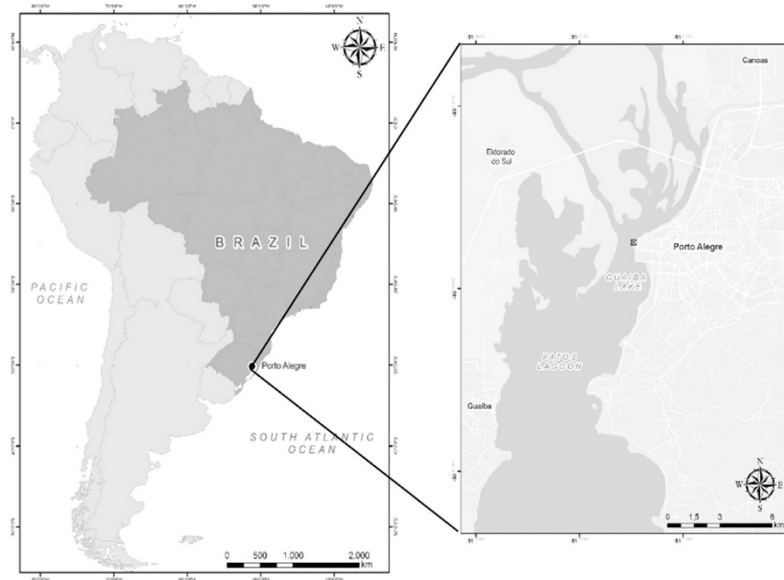 N
W
E
S
BRAZIL
PACIFIC
OCEAN
Porto Alegre
SOUTH ATLANTIC
OCEAN
0 500 1.000 2.000
km
Canoas
Eldorado
do Sul
Porto Alegre
GUAIBA
LAKE
PATOS
LAGOON
Guaíba
N
W
E
S
0 1,5 3 6
km